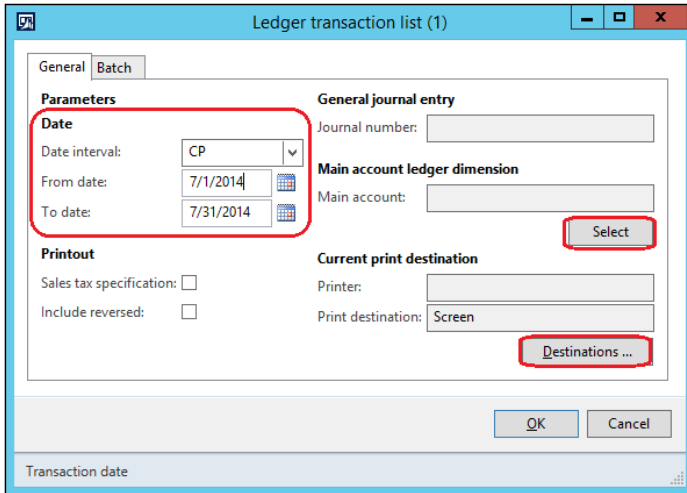 Ledger transaction list (1)
General
Batch
Parameters
Date
Date interval:
CP
From date:
7/1/2014
To date:
7/31/2014
Printout
Sales tax specification:
Include reversed:
General journal entry
Journal number:
Main account ledger dimension
Main account:
Select
Current print destination
Printer:
Print destination:
Screen
Destinations ...
OK
Cancel
Transaction date